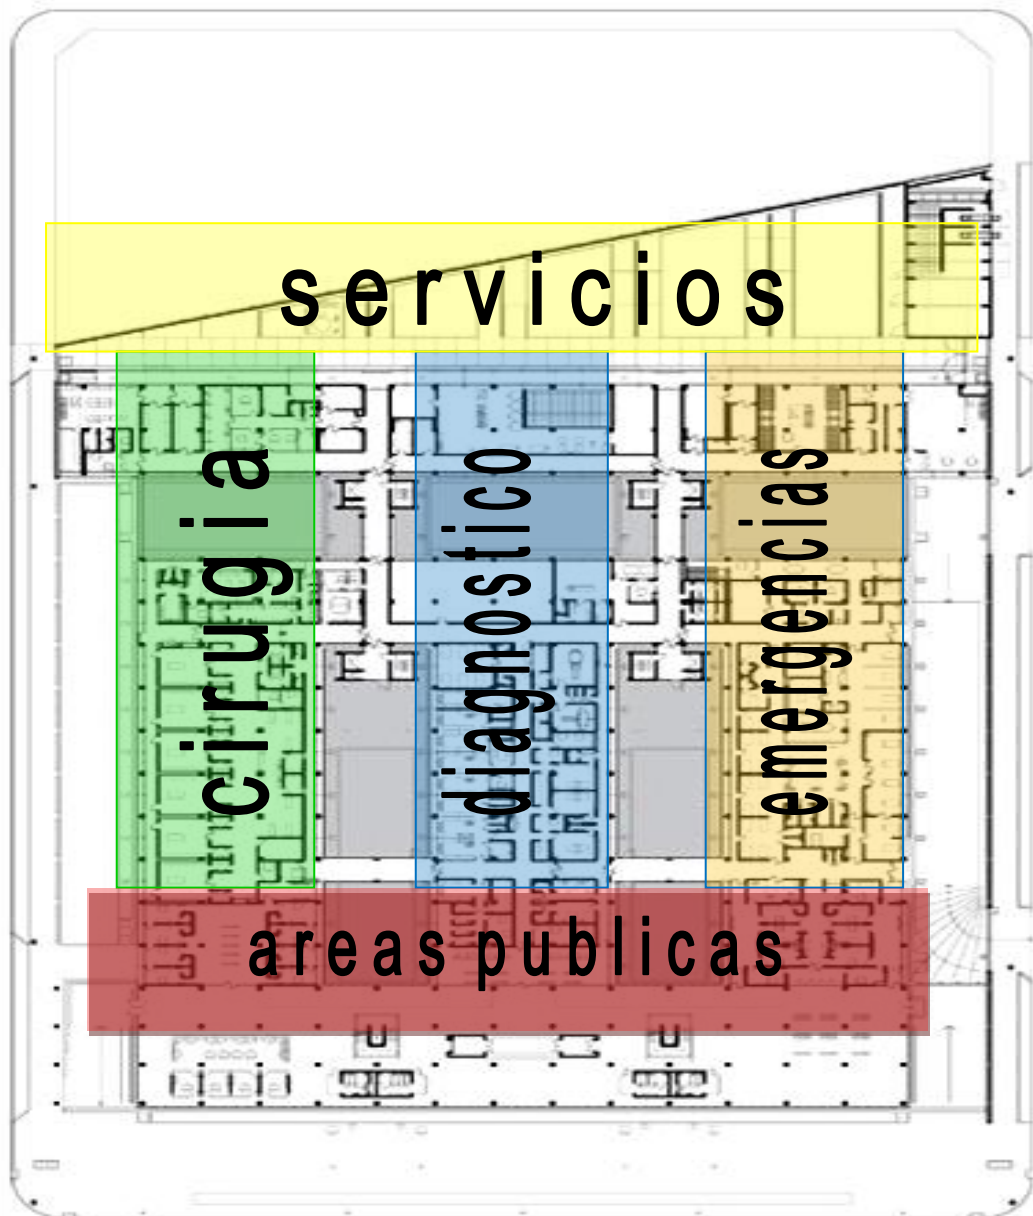 servicios
cirugia
diagnostico
emergencias
areas publicas